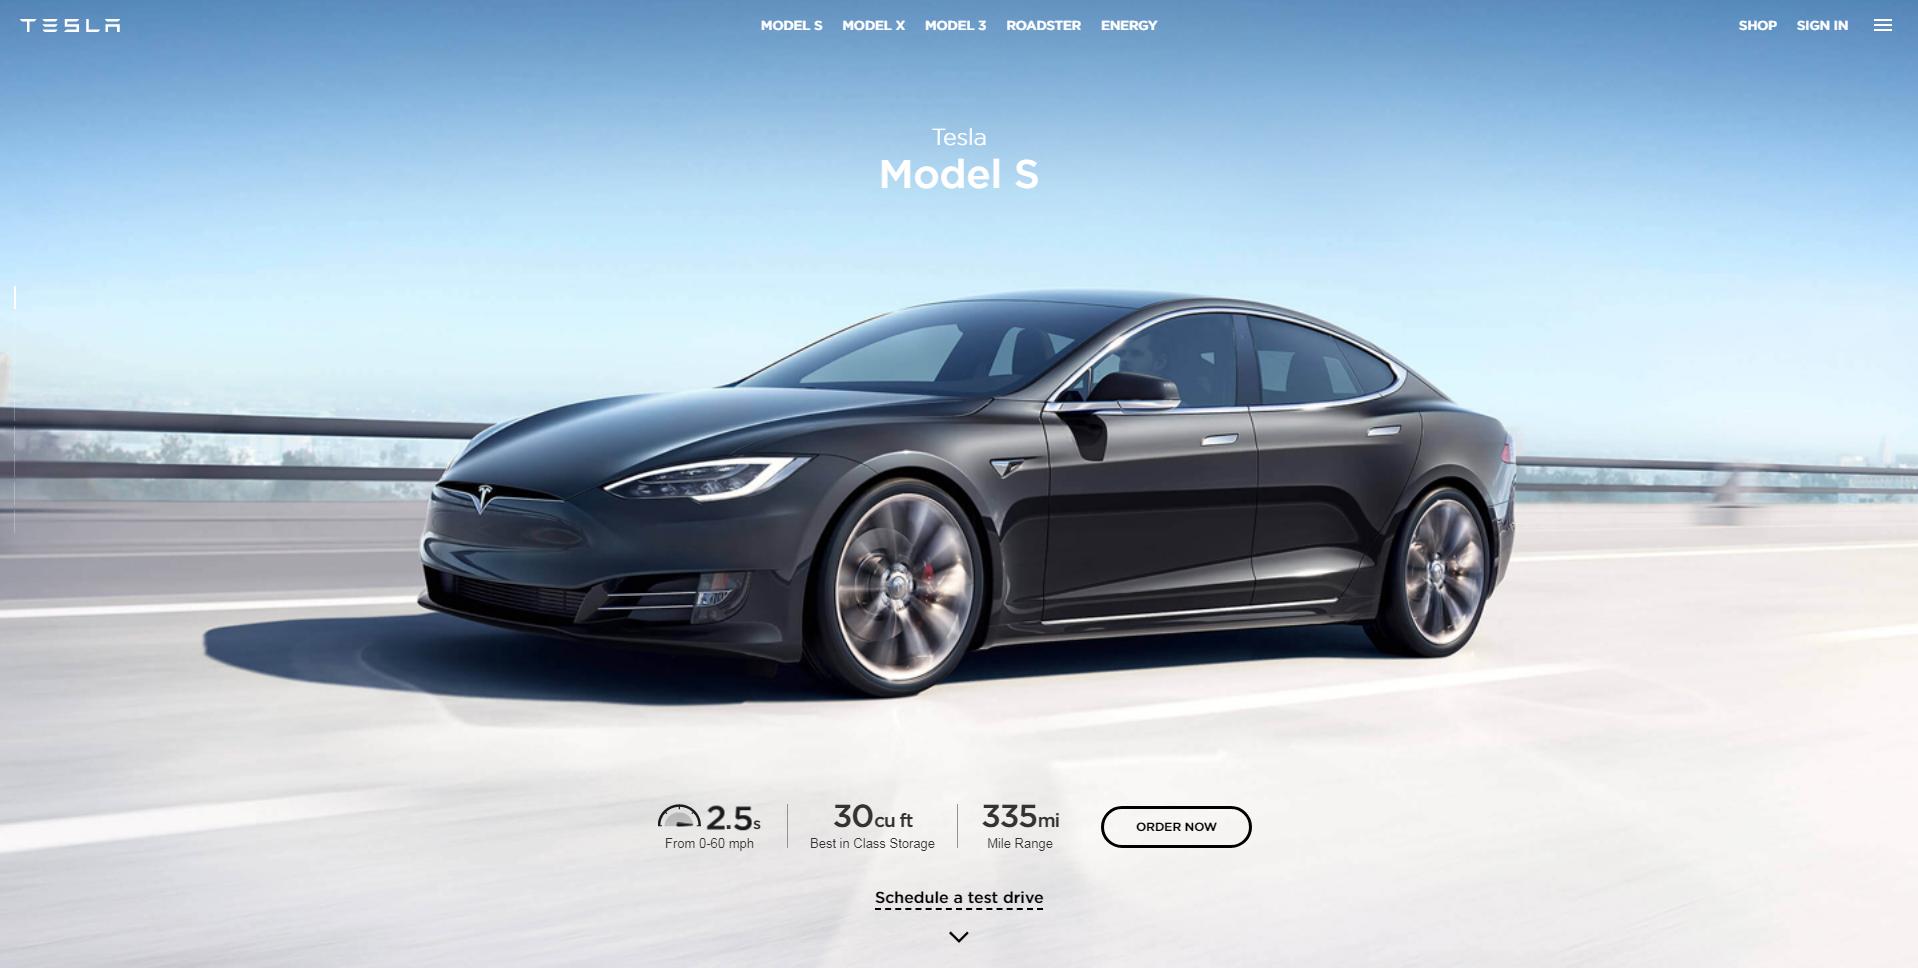 TESLA
MODEL S MODEL X MODEL 3 ROADSTER ENERGY
SHOP SIGN IN
Tesla
Model S
2.5s
From 0-60 mph
30cu ft
Best in Class Storage
335mi
Mile Range
ORDER NOW
Schedule a test drive